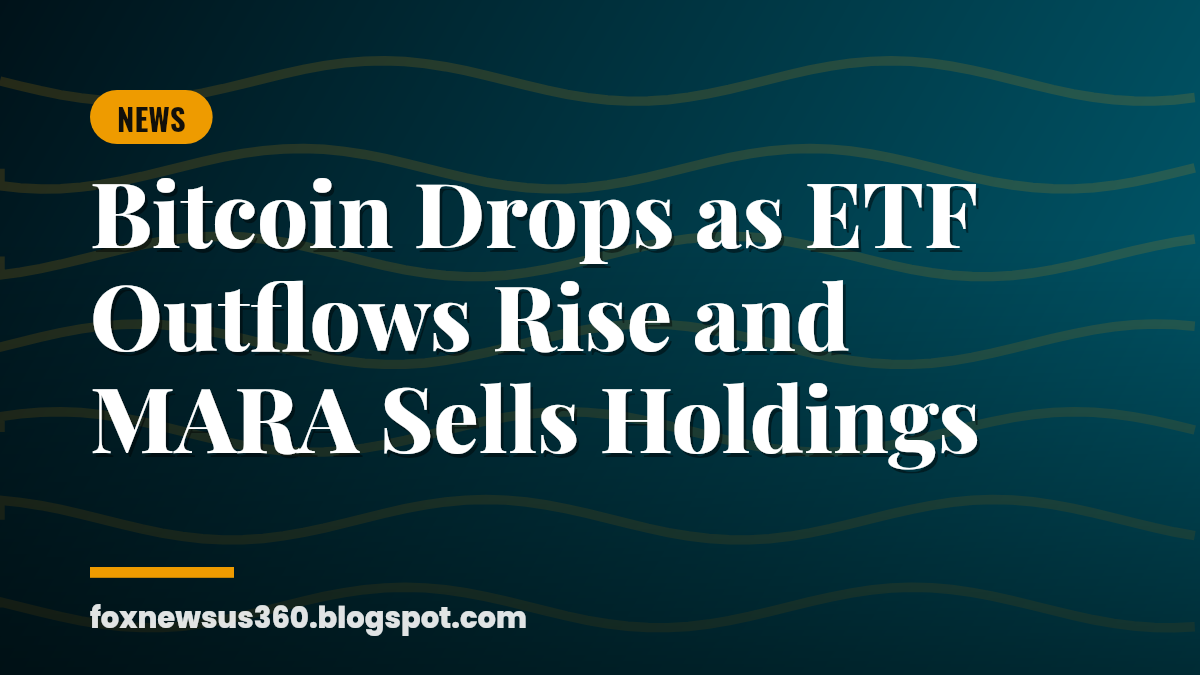 NEWS
Bitcoin Drops as ETF
Outflows Rise and
MARA Sells Holdings
foxnewsus360.blogspot.com